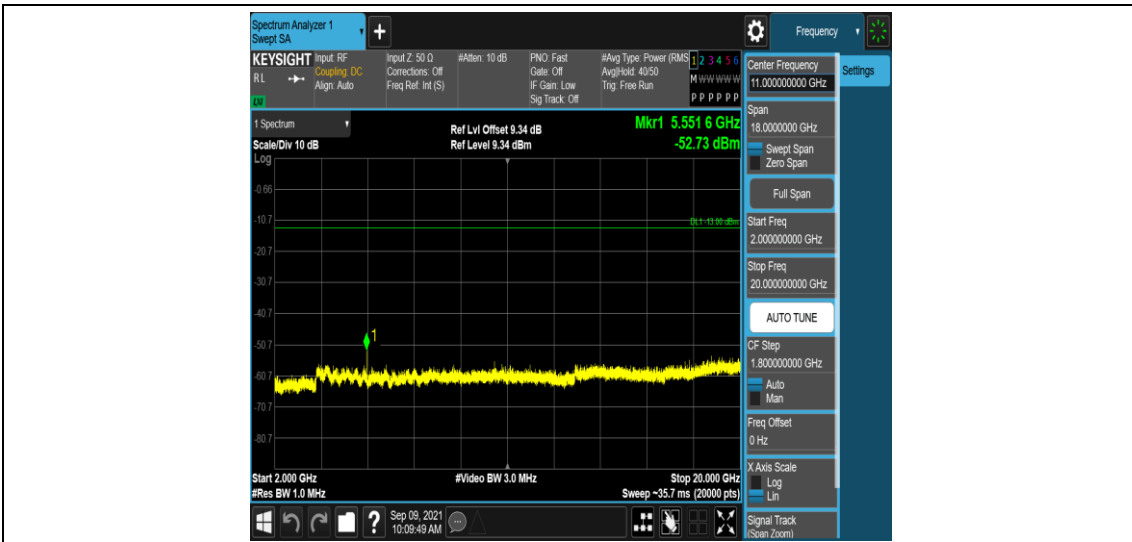 Spectrum Analyzer 1
Swept SA
+
Frequency
KEYSIGHT
RL
LXI
Input: RF
Coupling: DC
Align: Auto
Input Z: 50 Ω
Corrections: Off
Freq Ref: Int (S)
#Atten: 10 dB
PNO: Fast
Gate: Off
IF Gain: Low
Sig Track: Off
#Avg Type: Power (RMS
Avg|Hold: 40/50
Trig: Free Run
1 2 3 4 5 6
M W W W W W
P P P P P P
1 Spectrum
Scale/Div 10 dB
Log
Ref Lvl Offset 9.34 dB
Ref Level 9.34 dBm
Mkr1 5.551 6 GHz
-52.73 dBm
-0.66
-10.7
DL1 -13.00 dBm
-20.7
-30.7
-40.7
1
-50.7
-60.7
-70.7
-80.7
Start 2.000 GHz
#Video BW 3.0 MHz
Stop 20.000 GHz
#Res BW 1.0 MHz
Sweep ~35.7 ms (20000 pts)
?
Sep 09, 2021
10:09:49 AM
Center Frequency
11.000000000 GHz
Settings
Span
18.0000000 GHz
Swept Span
Zero Span
Full Span
Start Freq
2.000000000 GHz
Stop Freq
20.000000000 GHz
AUTO TUNE
CF Step
1.800000000 GHz
Auto
Man
Freq Offset
0 Hz
X Axis Scale
Log
Lin
Signal Track
(Span Zoom)